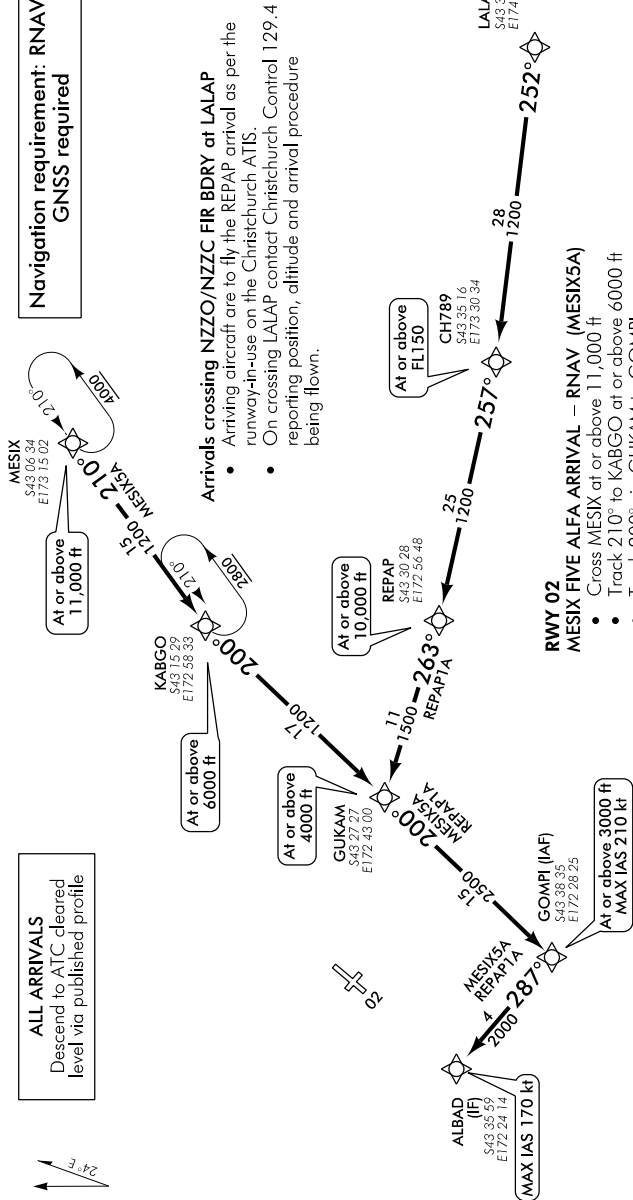 Navigation requirement: RNAV
GNSS required
ALL ARRIVALS
Descend to ATC cleared
level via published profile
24° E
MESIX
S43 06 34
E173 15 02
At or above
11,000 ft
210°
4000
210°
MESIX5A
15
1200
KABGO
S43 15 29
E172 58 33
At or above
6000 ft
210°
2800
200°
17
1200
Arrivals crossing NZZO/NZZC FIR BDRY at LALAP
• Arriving aircraft are to fly the REPAP arrival as per the
runway-in-use on the Christchurch ATIS.
• On crossing LALAP contact Christchurch Control 129.4
reporting position, altitude and arrival procedure
being flown.
252°
28
1200
At or above
FL150
CH789
S43 35 16
E173 30 34
257°
25
1200
At or above
10,000 ft
REPAP
S43 30 28
E172 56 48
263°
REPAP1A
11
1500
At or above
4000 ft
GUKAM
S43 27 27
E172 43 00
200°
MESIX5A
REPAP1A
15
2500
02
GOMPI (IAF)
S43 38 35
E172 28 25
At or above 3000 ft
MAX IAS 210 kt
MESIX5A
REPAP1A
287°
4
2000
ALBAD
(IF)
S43 35 59
E172 24 14
MAX IAS 170 kt
RWY 02
MESIX FIVE ALFA ARRIVAL – RNAV (MESIX5A)
• Cross MESIX at or above 11,000 ft
• Track 210° to KABGO at or above 6000 ft